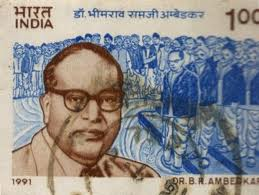 भारत डॉ. भीमराव रामजी अम्बेडकर 100
INDIA
1991 DR. B.R. AMBEDKAR